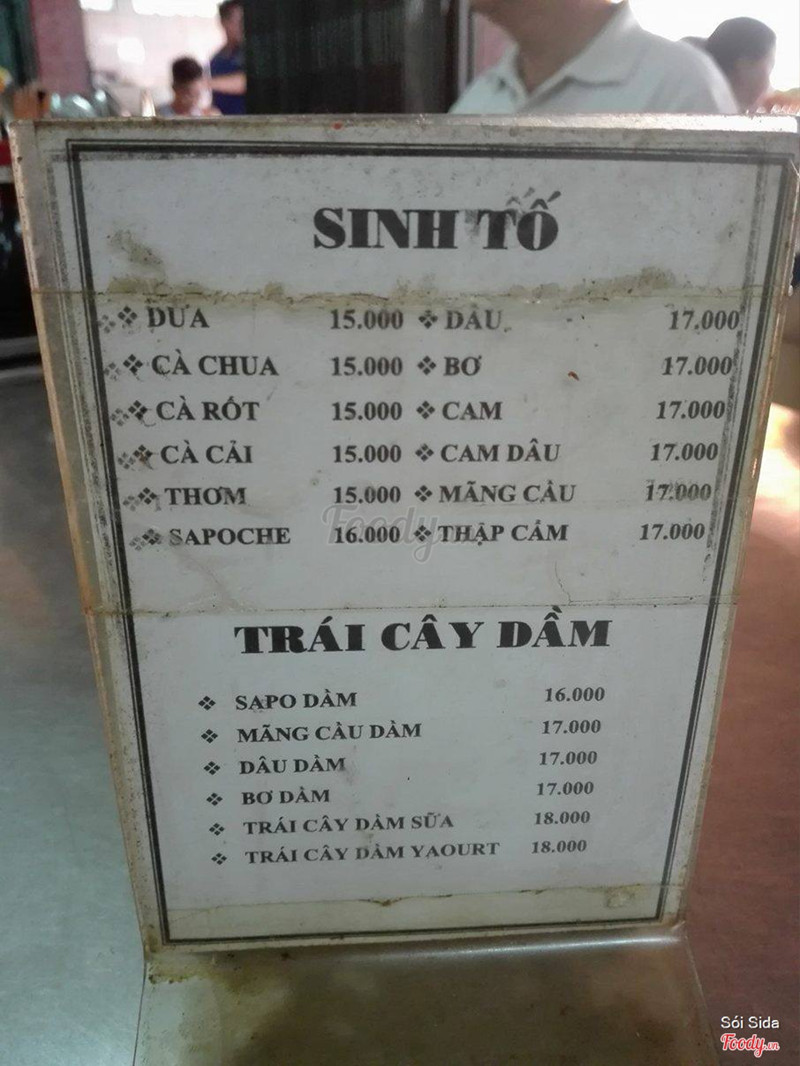 SINH TỐ
❖ DƯA 15.000 ❖ DÂU 17.000
❖ CÀ CHUA 15.000 ❖ BƠ 17.000
❖ CÀ RỐT 15.000 ❖ CAM 17.000
❖ CÀ CẢI 15.000 ❖ CAM DÂU 17.000
❖ THƠM 15.000 ❖ MÃNG CẦU 17.000
❖ SAPOCHE 16.000 ❖ THẬP CẨM 17.000
Foody.vn
TRÁI CÂY DẦM
❖ SAPO DẦM 16.000
❖ MÃNG CẦU DẦM 17.000
❖ DÂU DẦM 17.000
❖ BƠ DẦM 17.000
❖ TRÁI CÂY DẦM SỮA 18.000
❖ TRÁI CÂY DẦM YAOURT 18.000
Sói Sida
Foody.vn